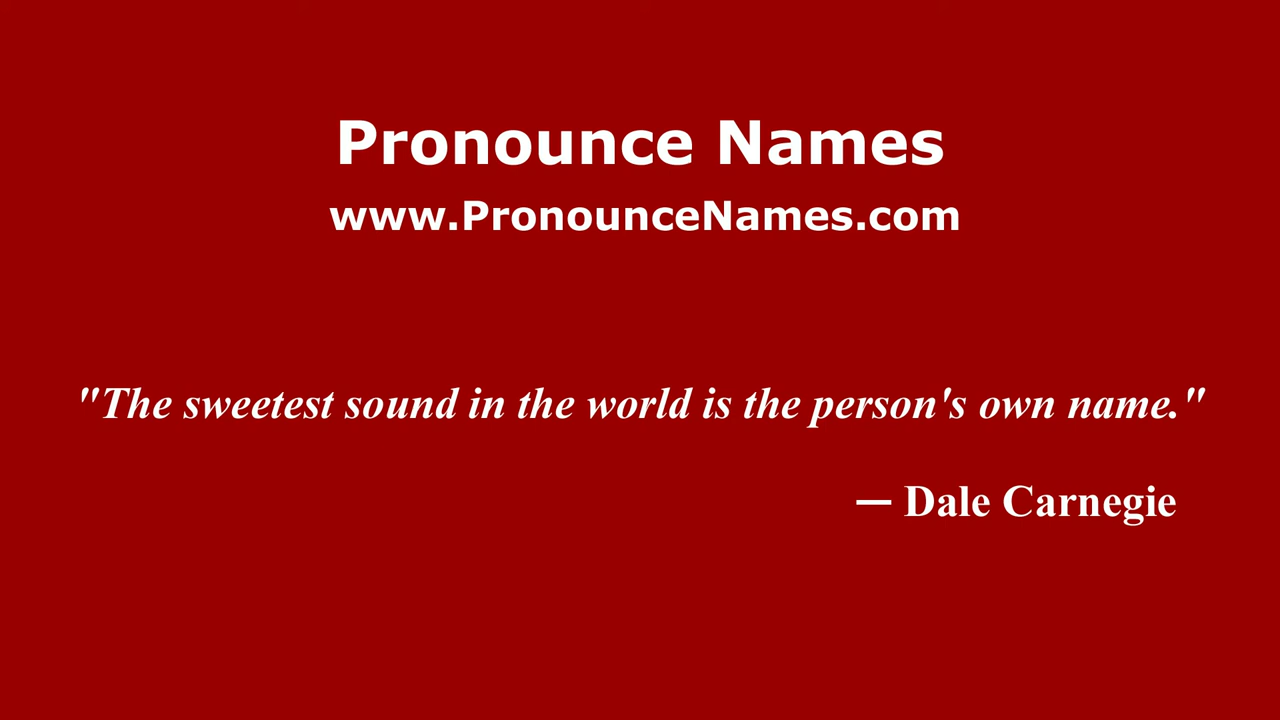 Pronounce Names
www.PronounceNames.com
"The sweetest sound in the world is the person's own name."
— Dale Carnegie